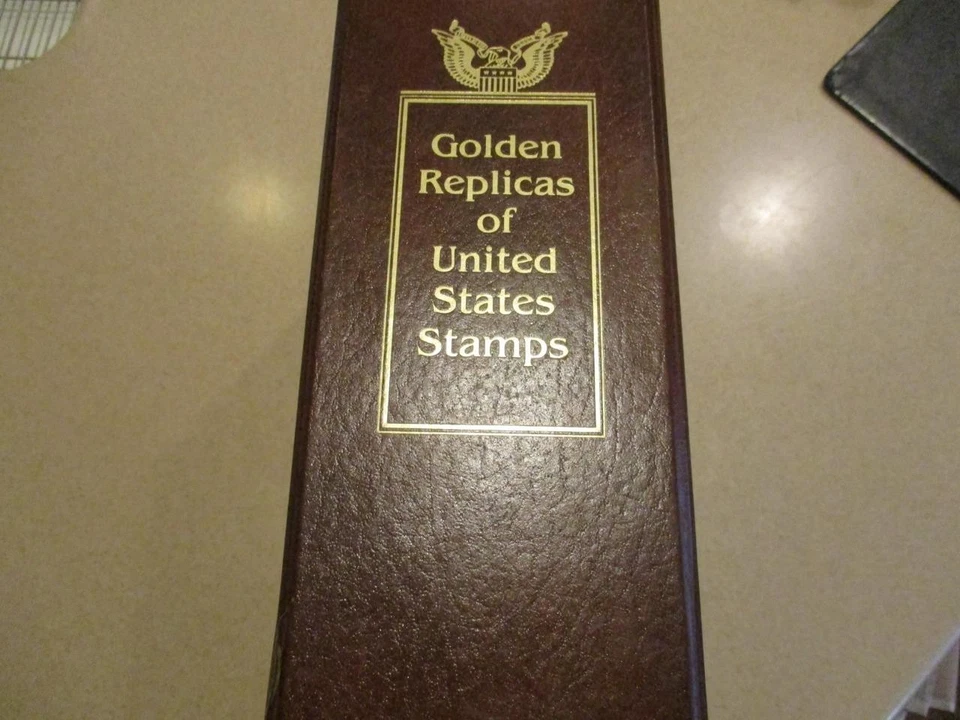 Golden
Replicas
of
United
States
Stamps